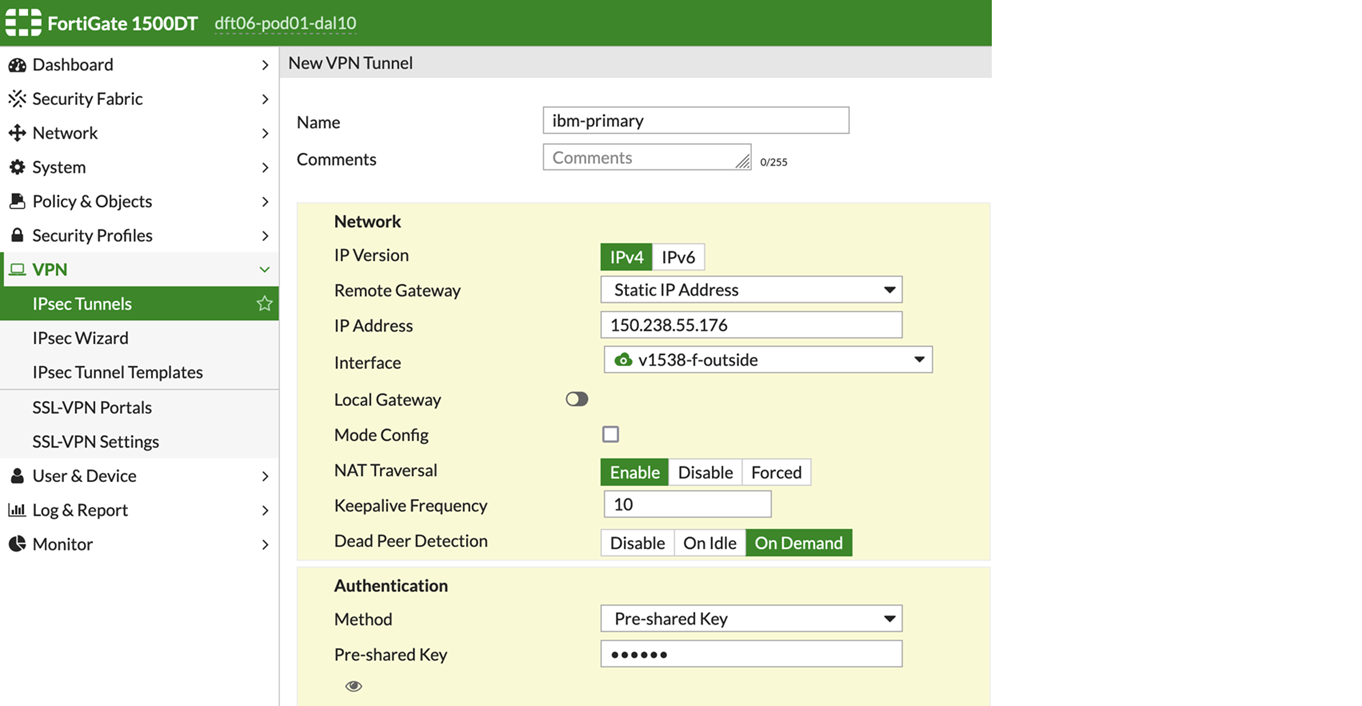 FortiGate 1500DT dft06-pod01-dal10
Dashboard
Security Fabric
Network
System
Policy & Objects
Security Profiles
VPN
IPsec Tunnels
IPsec Wizard
IPsec Tunnel Templates
SSL-VPN Portals
SSL-VPN Settings
User & Device
Log & Report
Monitor
New VPN Tunnel
Name ibm-primary
Comments Comments 0/255
Network
IP Version IPv4 IPv6
Remote Gateway Static IP Address
IP Address 150.238.55.176
Interface v1538-f-outside
Local Gateway
Mode Config
NAT Traversal Enable Disable Forced
Keepalive Frequency 10
Dead Peer Detection Disable On Idle On Demand
Authentication
Method Pre-shared Key
Pre-shared Key ••••••